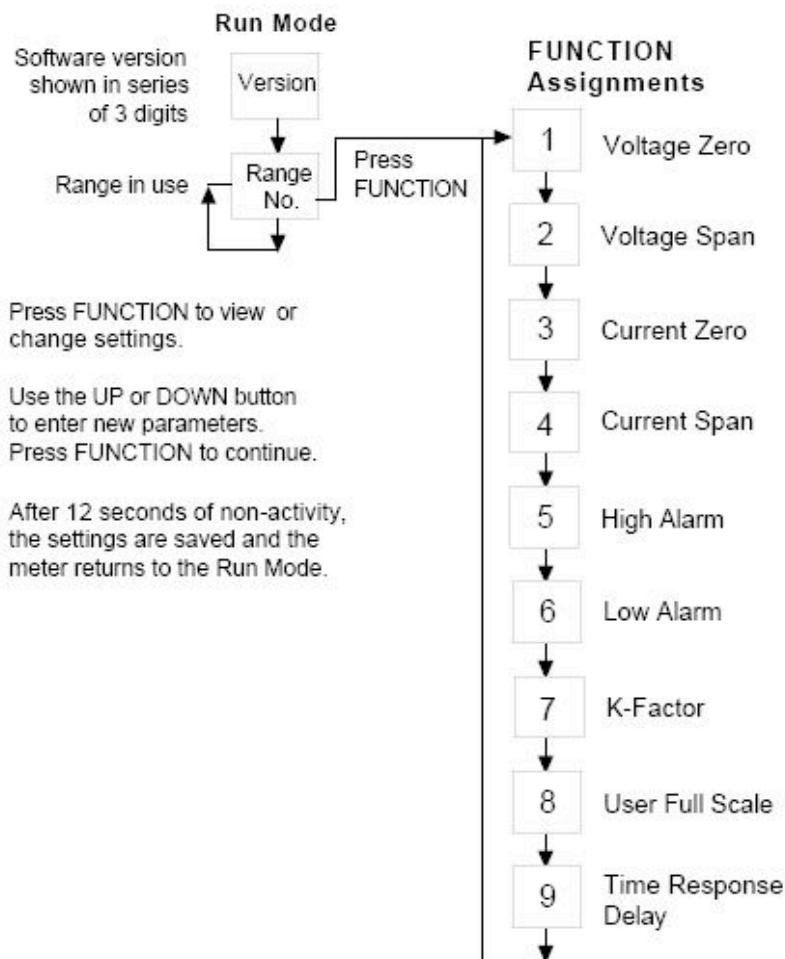 Run Mode
Software version
shown in series
of 3 digits
Version
Range in use
Range
No.
Press
FUNCTION
Press FUNCTION to view or
change settings.
Use the UP or DOWN button
to enter new parameters.
Press FUNCTION to continue.
After 12 seconds of non-activity,
the settings are saved and the
meter returns to the Run Mode.
FUNCTION
Assignments
1 Voltage Zero
2 Voltage Span
3 Current Zero
4 Current Span
5 High Alarm
6 Low Alarm
7 K-Factor
8 User Full Scale
9 Time Response
Delay